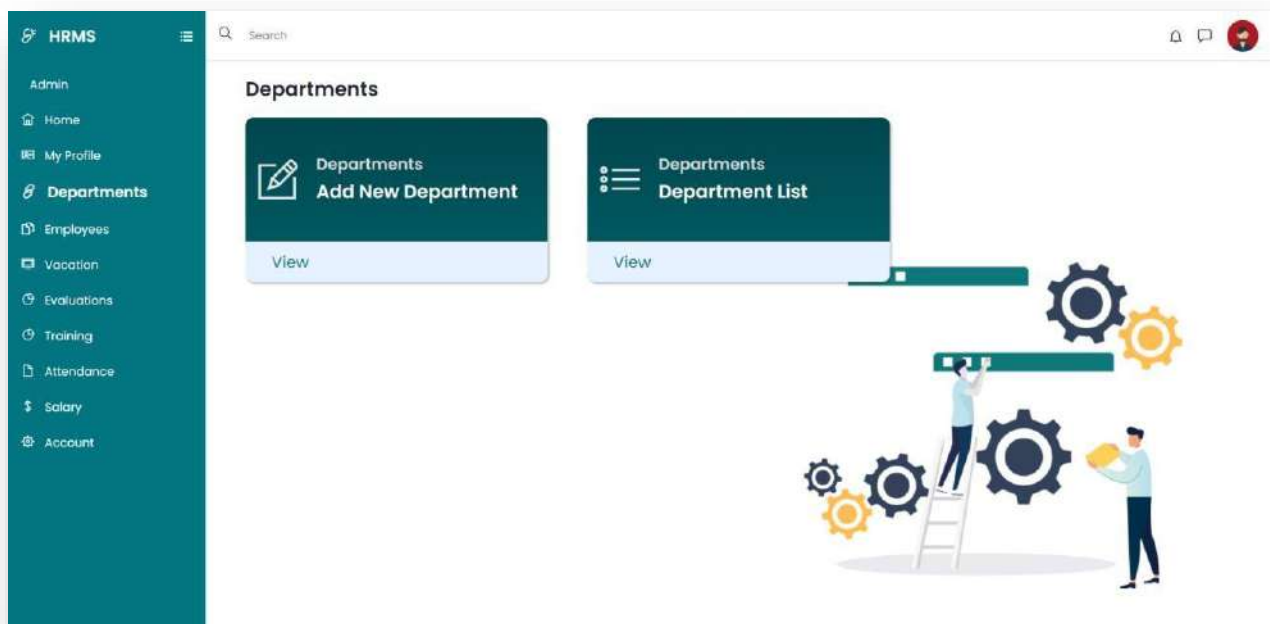 HRMS
Search
Admin
Home
My Profile
Departments
Employees
Vacation
Evaluations
Training
Attendance
Salary
Account
Departments
Departments
Add New Department
View
Departments
Department List
View